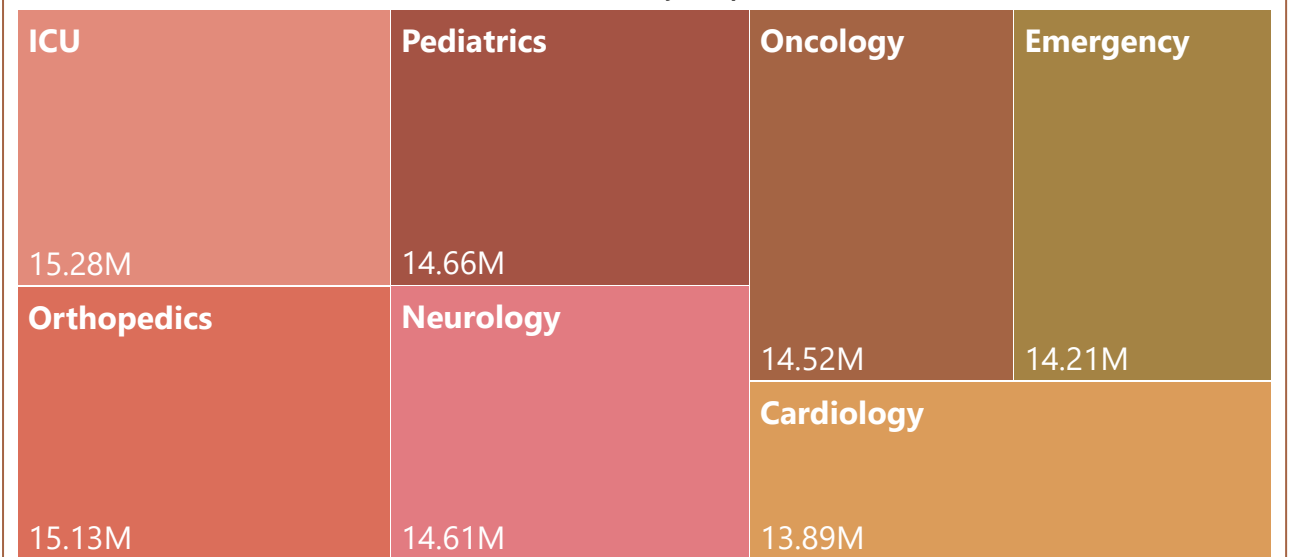 ICU
15.28M
Pediatrics
14.66M
Oncology
14.52M
Emergency
14.21M
Orthopedics
15.13M
Neurology
14.61M
Cardiology
13.89M